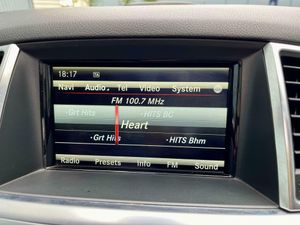 18:17
Navi Audio Tel Video System
FM 100.7 MHz
Grt Hits HITS BC
Heart
Grt Hits HITS Bhm
Radio Presets Info FM Sound